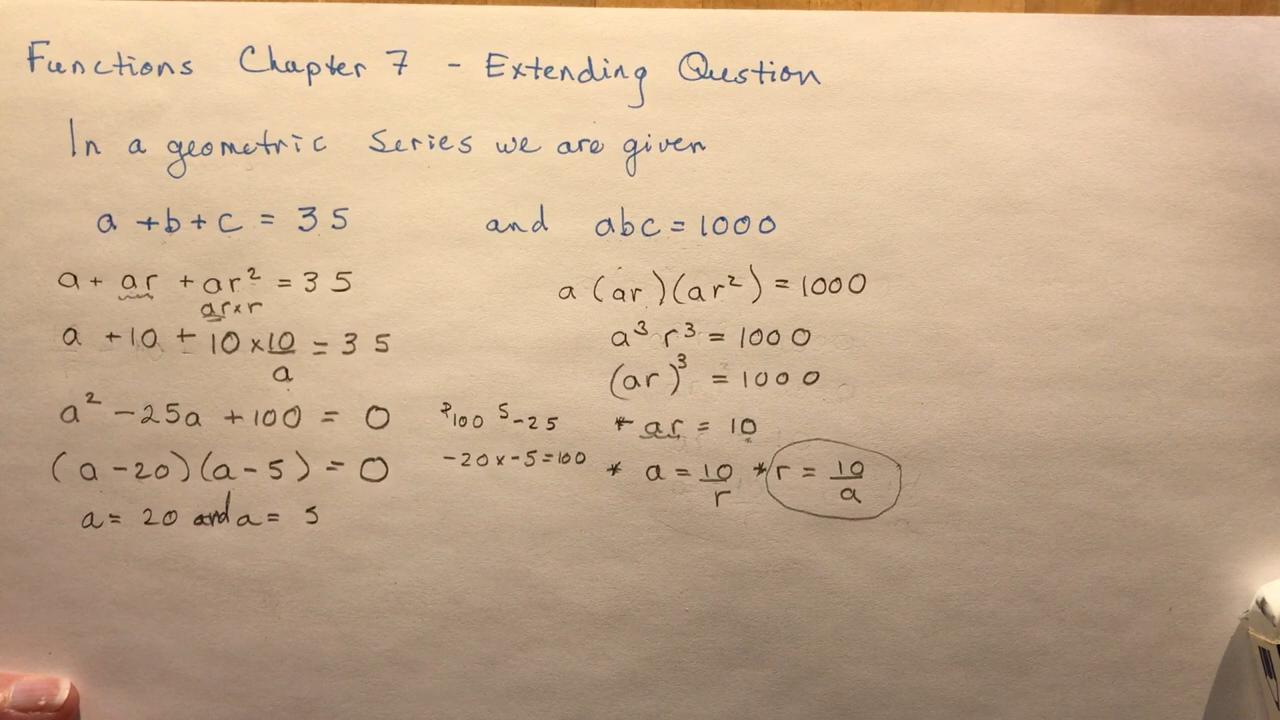 Functions Chapter 7 - Extending Question
In a geometric Series we are given
a + b + c = 35 and abc = 1000
a + ar + ar² = 35
ar×r
a + 10 + 10 × 10/a = 35
a² - 25a + 100 = 0
(a - 20)(a - 5) = 0
a = 20 and a = 5
P100 S-25
-20 × -5 = 100
a(ar)(ar²) = 1000
a³ r³ = 1000
(ar)³ = 1000
* ar = 10
* a = 10/r * r = 10/a